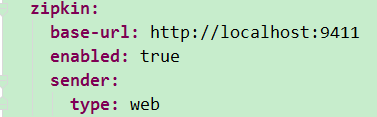 zipkin:
base-url: http://localhost:9411
enabled: true
sender:
type: web